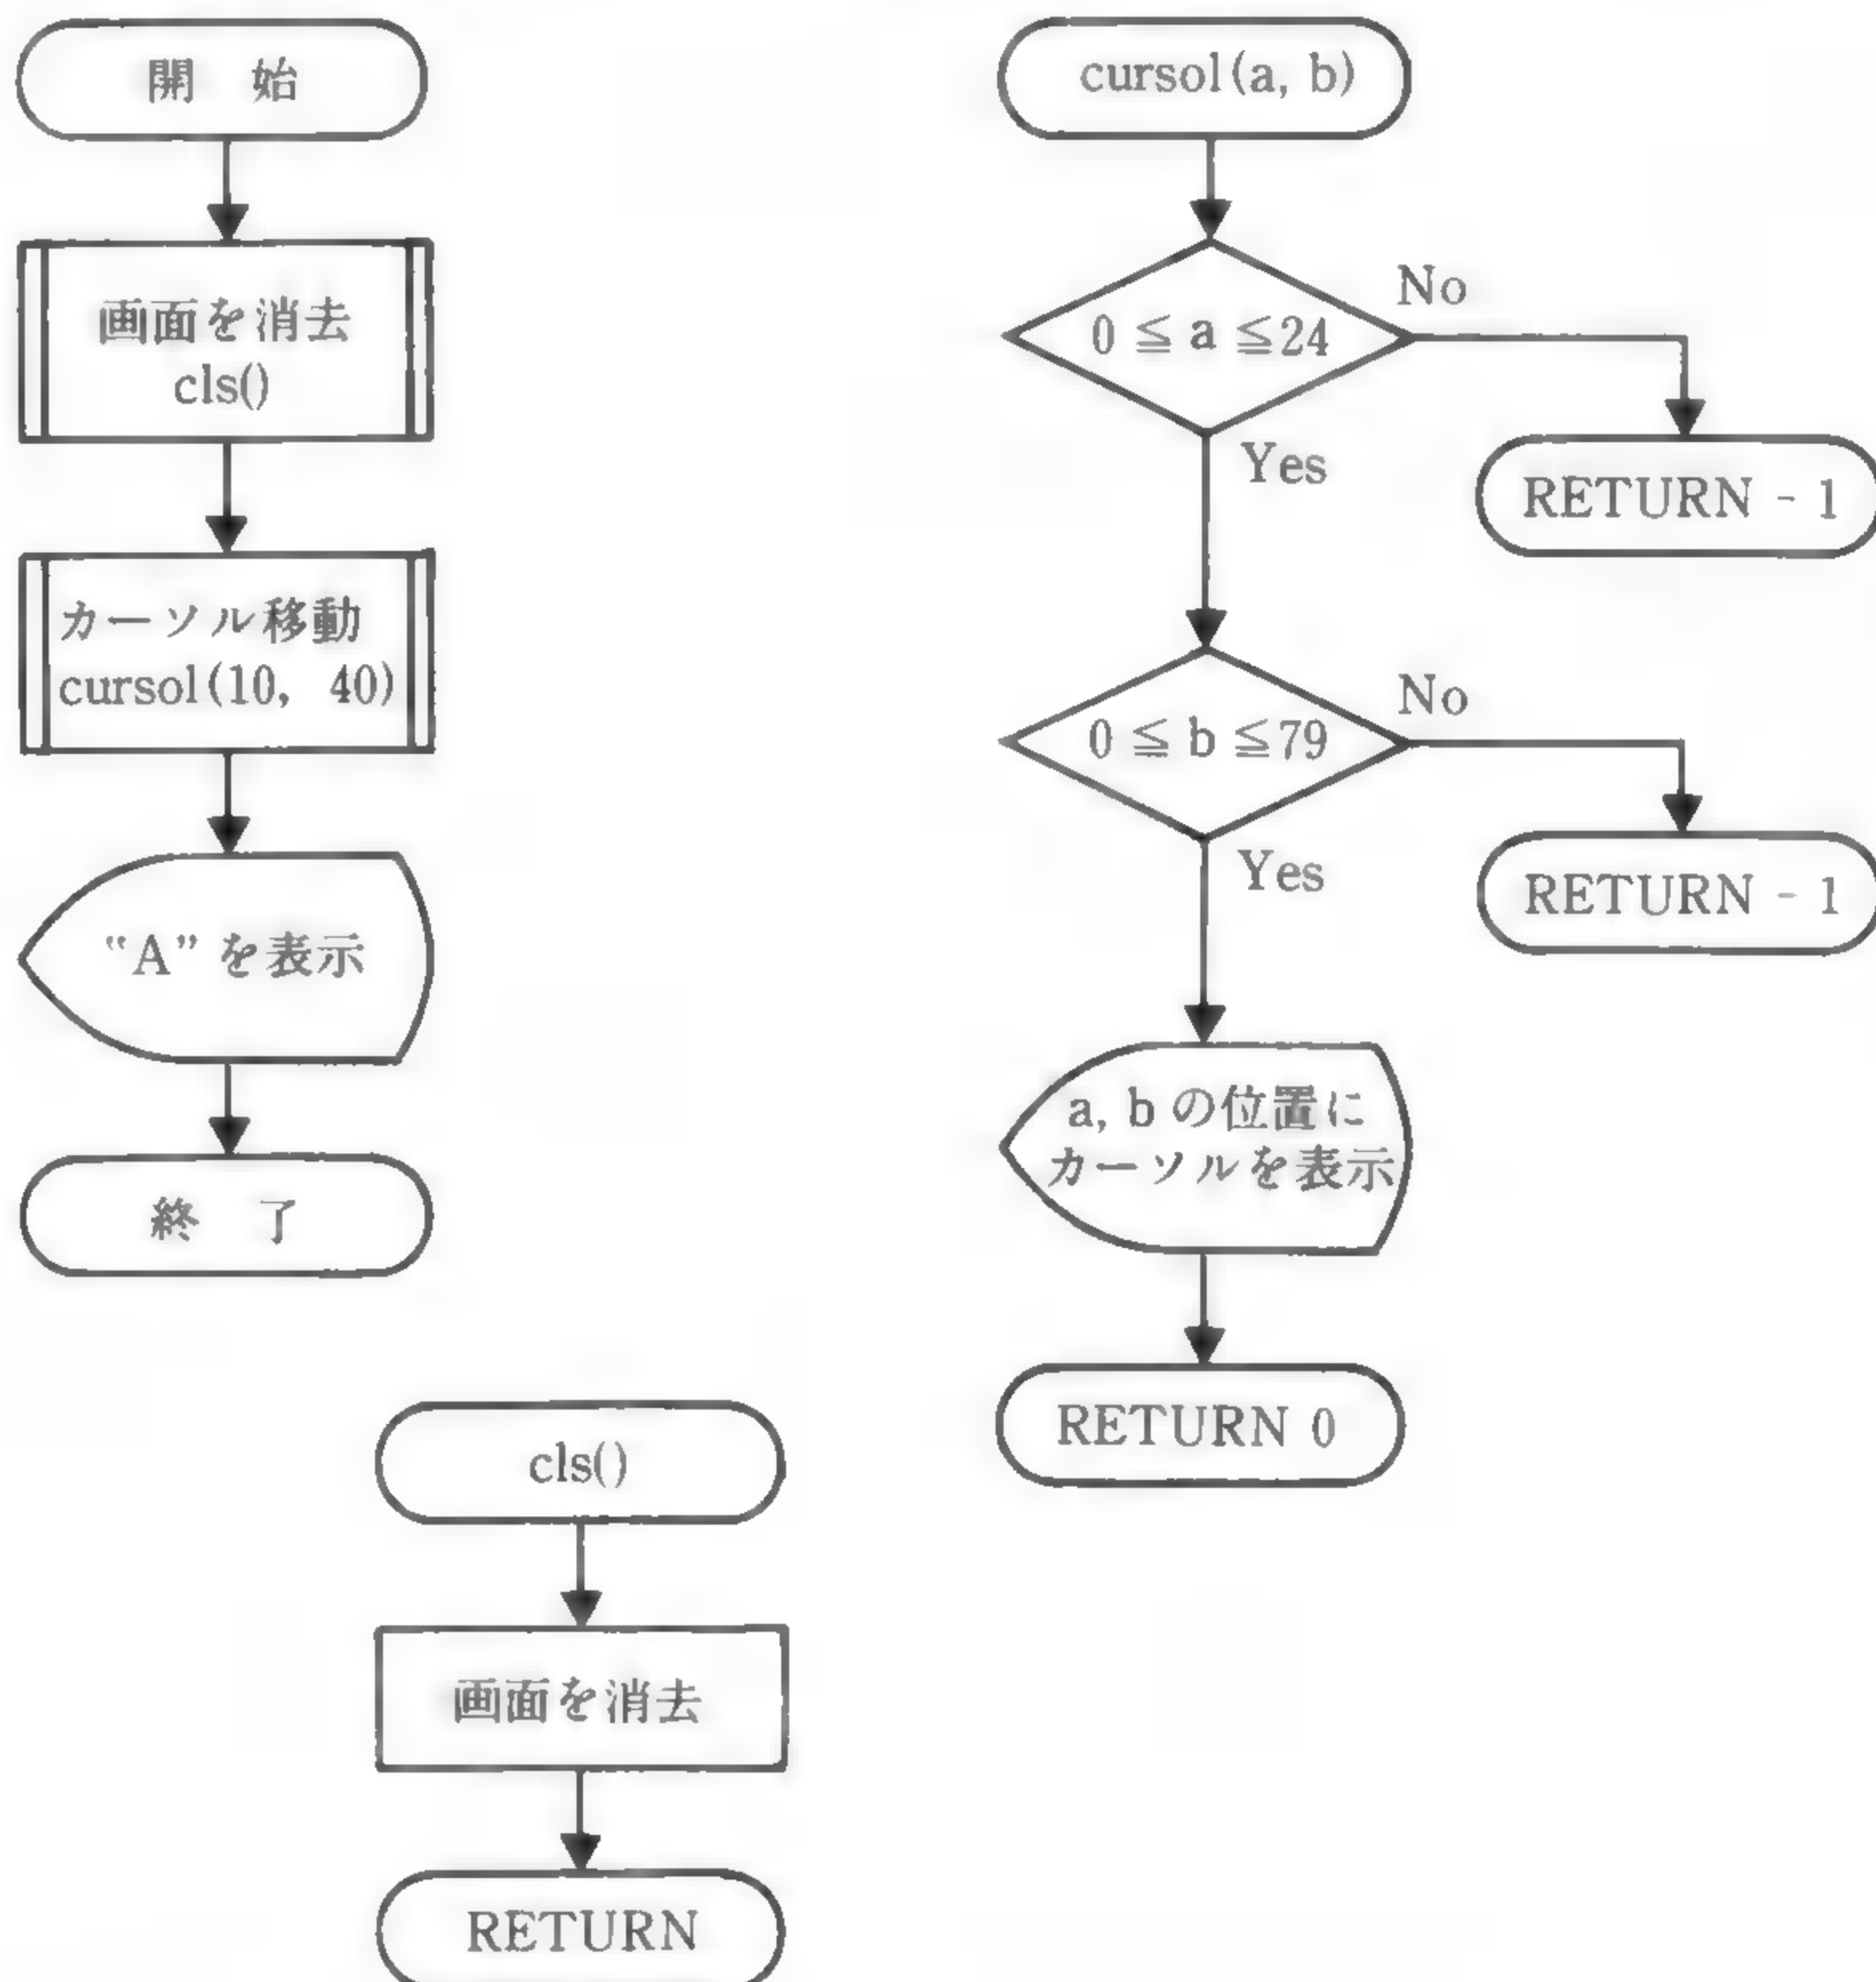 開 始
画面を消去
cls()
カーソル移動
cursol(10, 40)
“A” を表示
終 了
cursol(a, b)
0 ≦ a ≦24
No
Yes
RETURN - 1
0 ≦ b ≦79
No
Yes
RETURN - 1
a, b の位置に
カーソルを表示
RETURN 0
cls()
画面を消去
RETURN